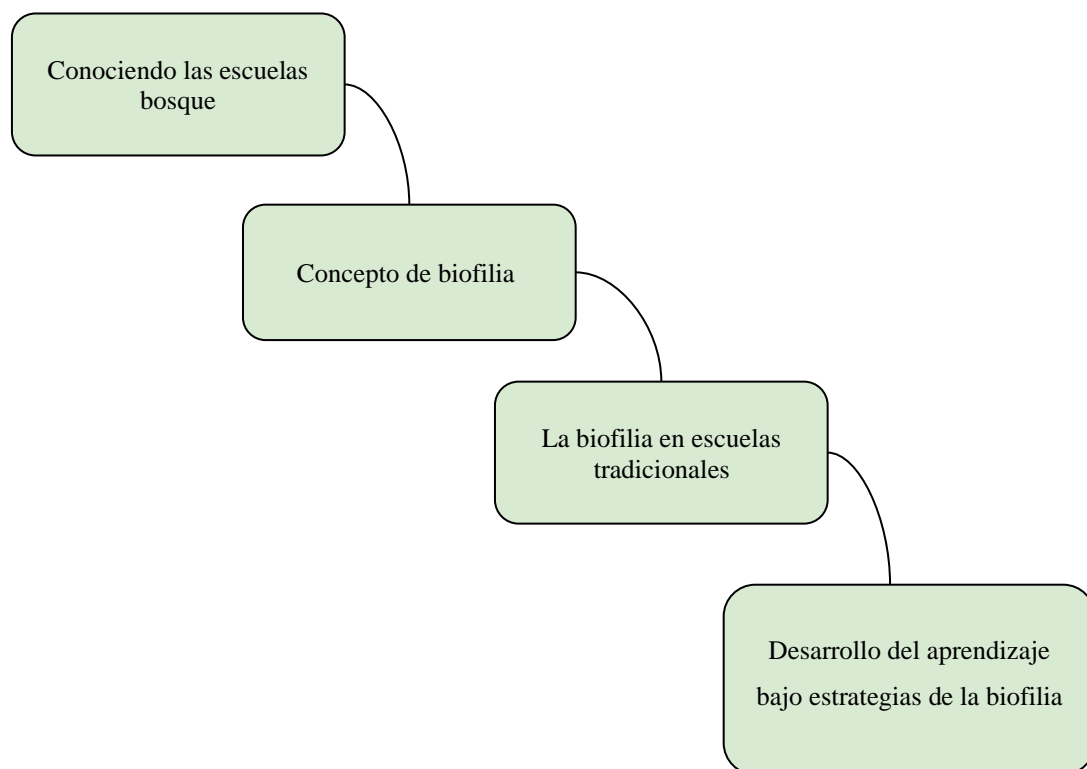 Conociendo las escuelas
bosque
Concepto de biofilia
La biofilia en escuelas
tradicionales
Desarrollo del aprendizaje
bajo estrategias de la biofilia